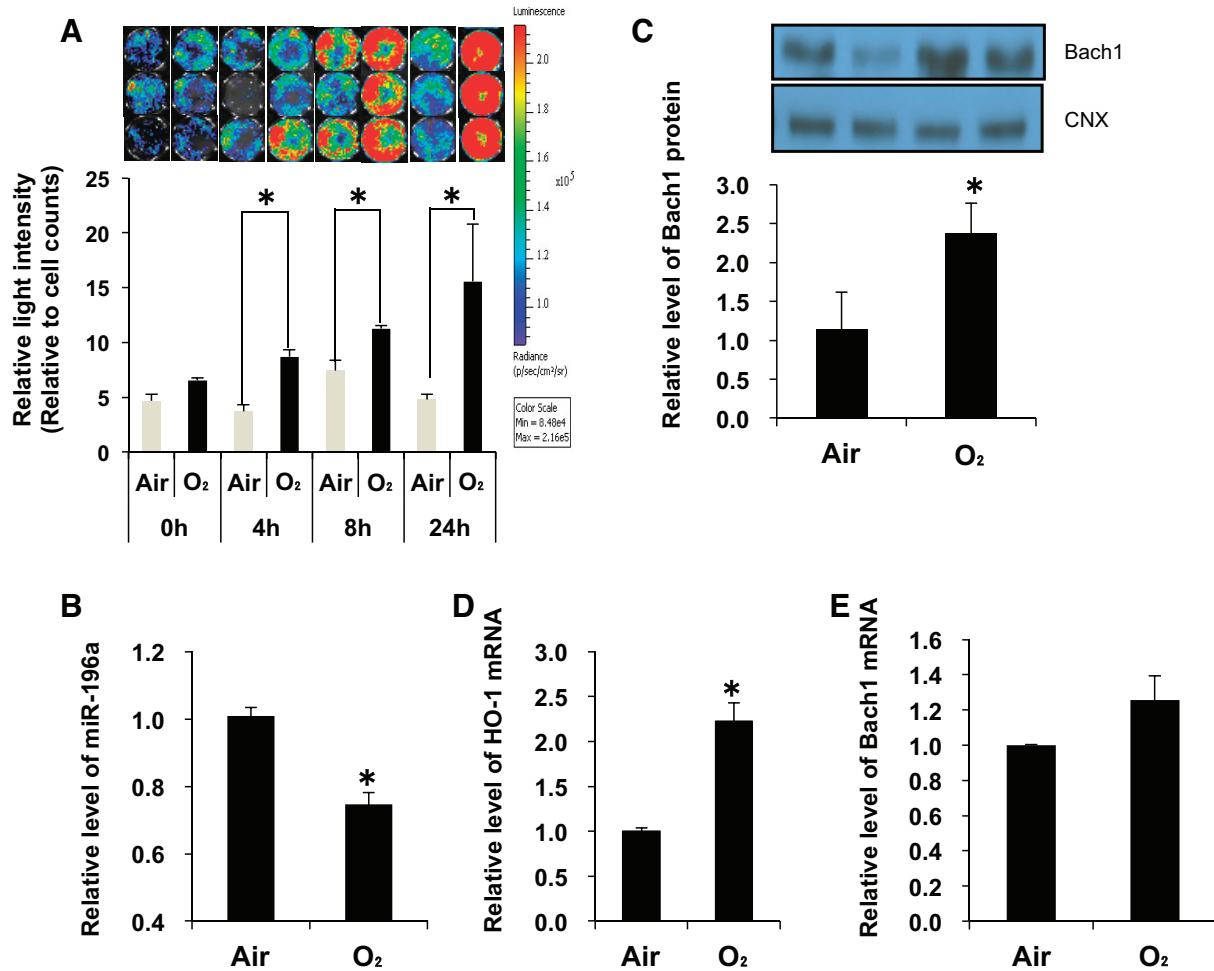 A
Luminescence
2.0
1.8
1.6
x10⁵
1.4
1.2
1.0
Radiance
(p/sec/cm²/sr)
Color Scale
Min = 8.48e4
Max = 2.16e5
Relative light intensity
(Relative to cell counts)
25
20
15
10
5
0
* * *
Air O₂ Air O₂ Air O₂ Air O₂
0h 4h 8h 24h
C
Bach1
CNX
Relative level of Bach1 protein
3.0
2.5
2.0
1.5
1.0
0.5
0.0
*
Air O₂
B
Relative level of miR-196a
1.2
1.0
0.8
0.6
0.4
*
Air O₂
D
Relative level of HO-1 mRNA
3.0
2.5
2.0
1.5
1.0
0.5
0.0
*
Air O₂
E
Relative level of Bach1 mRNA
1.6
1.4
1.2
1.0
0.8
0.6
0.4
0.2
0.0
Air O₂